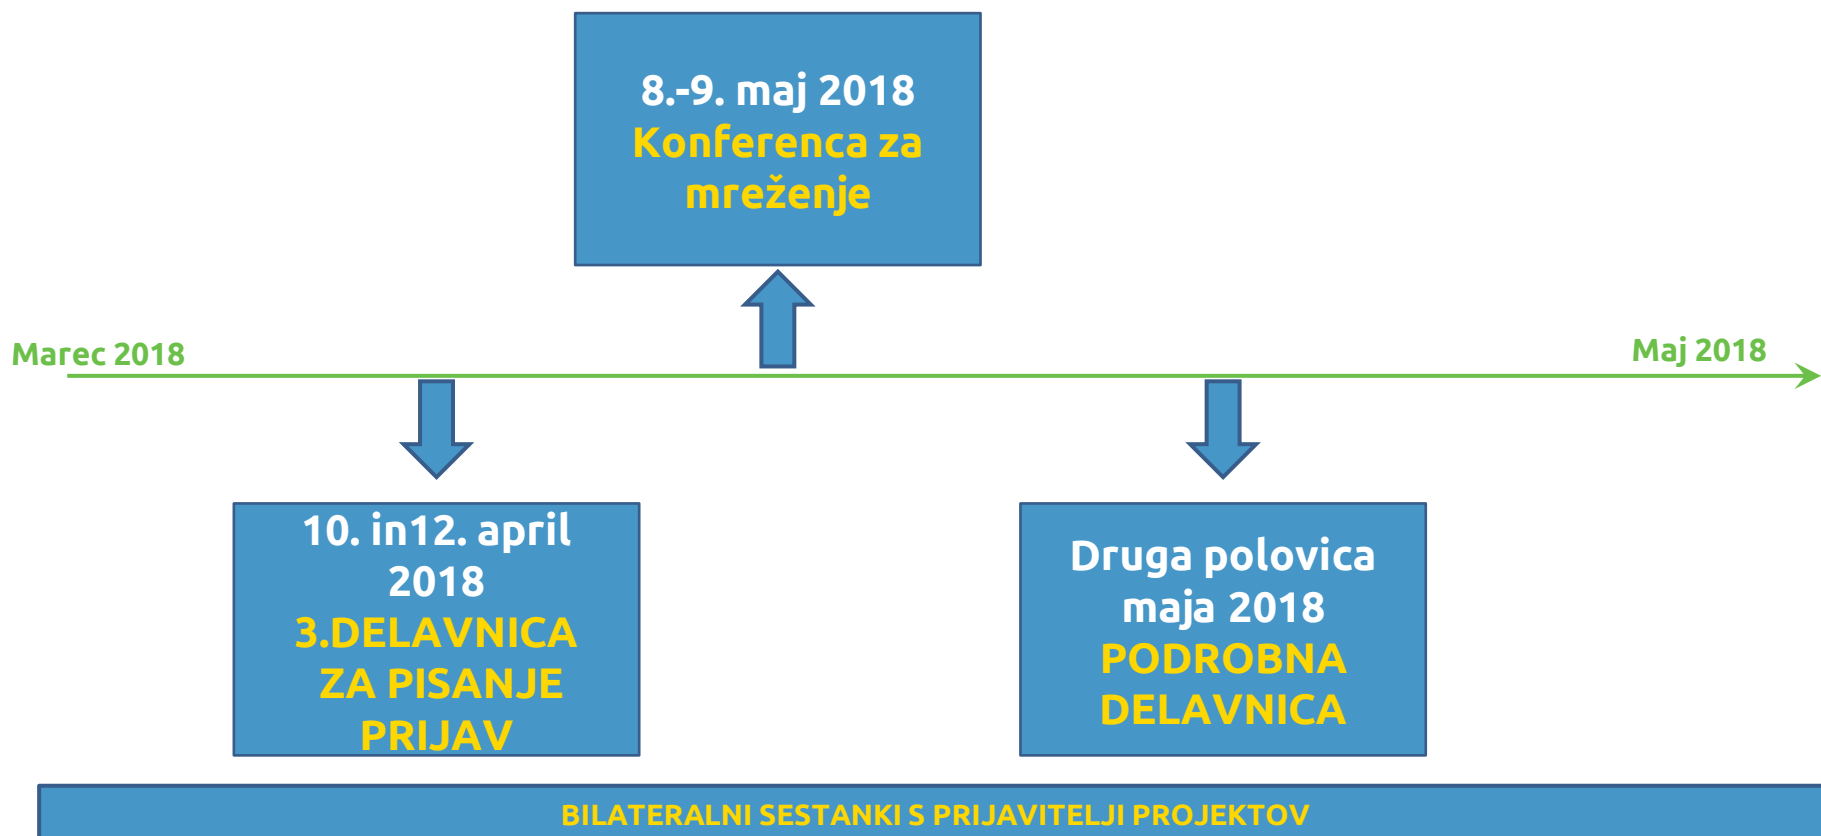 8.-9. maj 2018
Konferenca za
mreženje
Marec 2018
Maj 2018
10. in12. april
2018
3.DELAVNICA
ZA PISANJE
PRIJAV
Druga polovica
maja 2018
PODROBNA
DELAVNICA
BILATERALNI SESTANKI S PRIJAVITELJI PROJEKTOV